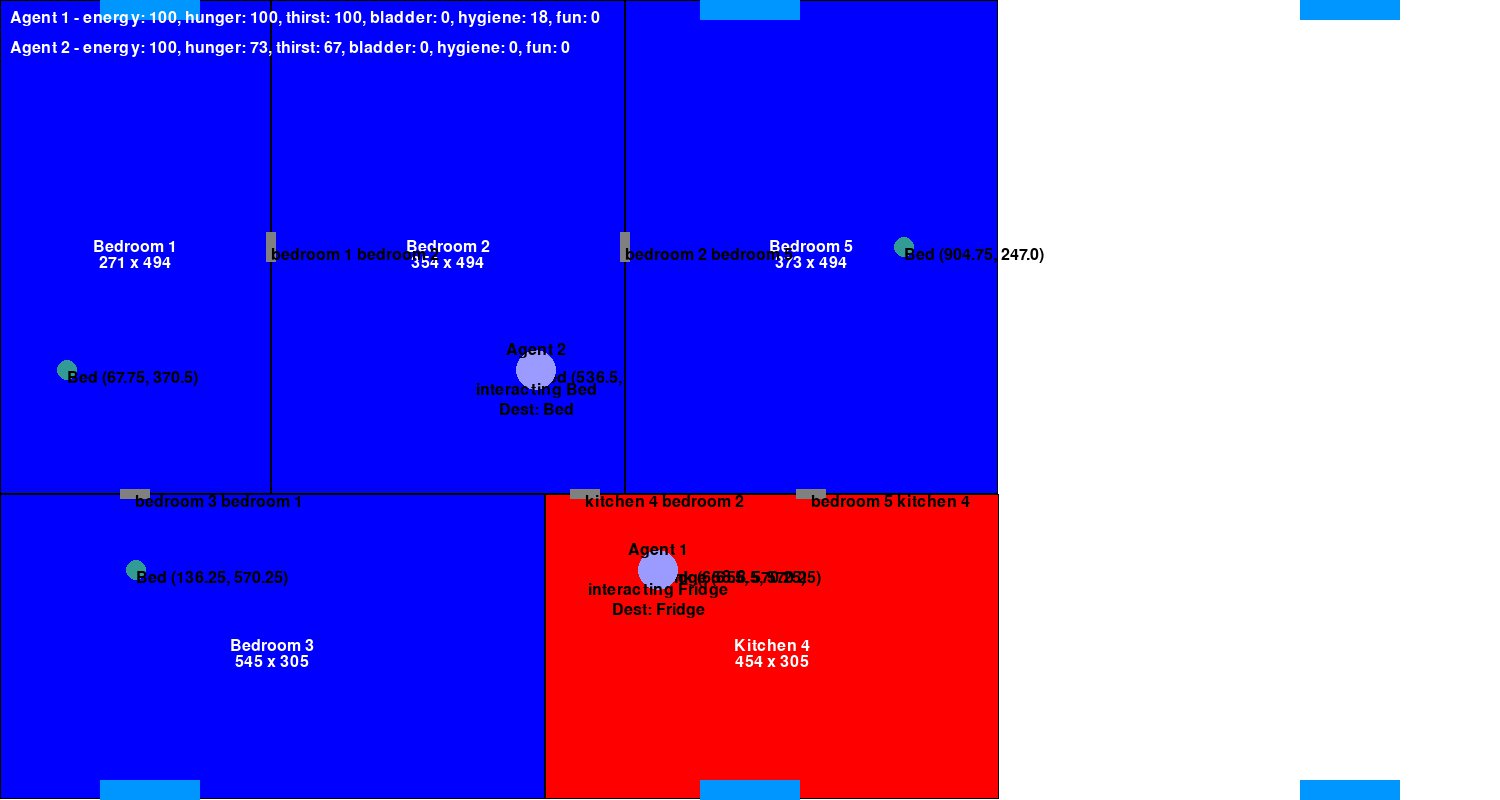 Agent 1 - energy: 100, hunger: 100, thirst: 100, bladder: 0, hygiene: 18, fun: 0
Agent 2 - energy: 100, hunger: 73, thirst: 67, bladder: 0, hygiene: 0, fun: 0
Bedroom 1
271 x 494
bedroom 1 bedroom
Bedroom 2
354 x 494
bedroom 2 bedroom
Bedroom 5
373 x 494
Bed (904.75, 247.0)
Agent 2
Bed (67.75, 370.5)
(536.5,
interacting Bed
Dest: Bed
bedroom 3 bedroom 1
kitchen 4 bedroom 2
bedroom 5 kitchen 4
Agent 1
Bed (136.25, 570.25)
interacting Fridge
Dest: Fridge
Bedroom 3
545 x 305
Kitchen 4
454 x 305